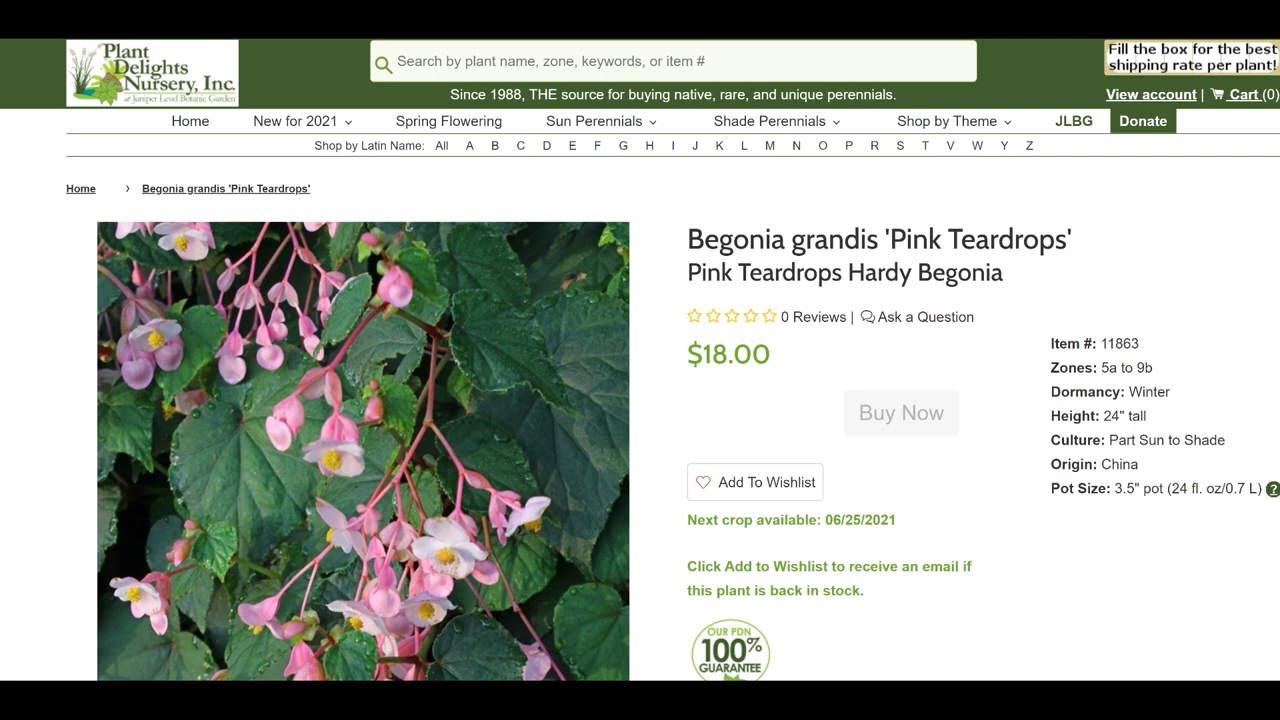 Plant
Delights
Nursery, Inc.
at Juniper Level Botanic Garden
Search by plant name, zone, keywords, or item #
Fill the box for the best
shipping rate per plant!
Since 1988, THE source for buying native, rare, and unique perennials.
View account | Cart (0)
Home New for 2021 Spring Flowering Sun Perennials Shade Perennials Shop by Theme JLBG Donate
Shop by Latin Name: All A B C D E F G H I J K L M N O P R S T V W Y Z
Home › Begonia grandis 'Pink Teardrops'
Begonia grandis 'Pink Teardrops'
Pink Teardrops Hardy Begonia
0 Reviews | Ask a Question
$18.00
Buy Now
Add To Wishlist
Next crop available: 06/25/2021
Click Add to Wishlist to receive an email if
this plant is back in stock.
OUR PDN
100%
GUARANTEE
Item #: 11863
Zones: 5a to 9b
Dormancy: Winter
Height: 24" tall
Culture: Part Sun to Shade
Origin: China
Pot Size: 3.5" pot (24 fl. oz/0.7 L) ?